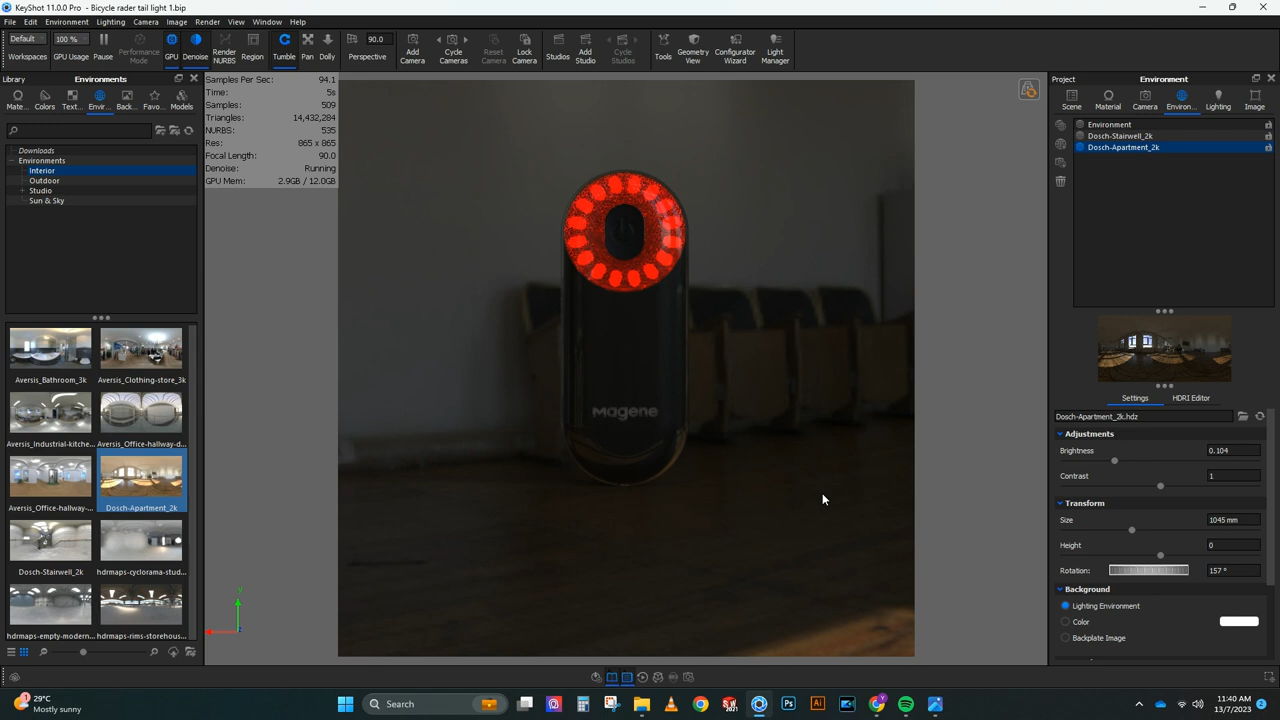 KeyShot 11.0.0 Pro - Bicycle rader tail light 1.bip
File Edit Environment Lighting Camera Image Render View Window Help
Default 100 % 90.0
Workspaces GPU Usage Pause Performance Mode GPU Denoise Render NURBS Region Tumble Pan Dolly Perspective Add Camera Cycle Cameras Reset Camera Lock Camera Studios Add Studio Cycle Studios Tools Geometry View Configurator Wizard Light Manager
Library Environments
Mate... Colors Text... Envir... Back... Favo... Models
Downloads
Environments
Interior
Outdoor
Studio
Sun & Sky
Aversis_Bathroom_3k Aversis_Clothing-store_3k
Aversis_Industrial-kitche... Aversis_Office-hallway-d...
Aversis_Office-hallway-... Dosch-Apartment_2k
Dosch-Stairwell_2k hdrmaps-cyclorama-stud...
hdrmaps-empty-modern... hdrmaps-rims-storehous...
Samples Per Sec: 94.1
Time: 5s
Samples: 509
Triangles: 14,432,284
NURBS: 535
Res: 865 x 865
Focal Length: 90.0
Denoise: Running
GPU Mem: 2.9GB / 12.0GB
magene
y
Project Environment
Scene Material Camera Environ... Lighting Image
Environment
Dosch-Stairwell_2k
Dosch-Apartment_2k
Settings HDRI Editor
Dosch-Apartment_2k.hdz
Adjustments
Brightness 0.104
Contrast 1
Transform
Size 1045 mm
Height 0
Rotation: 157 °
Background
Lighting Environment
Color
Backplate Image
1
29°C
Mostly sunny
Search
2021
11:40 AM
13/7/2023
2